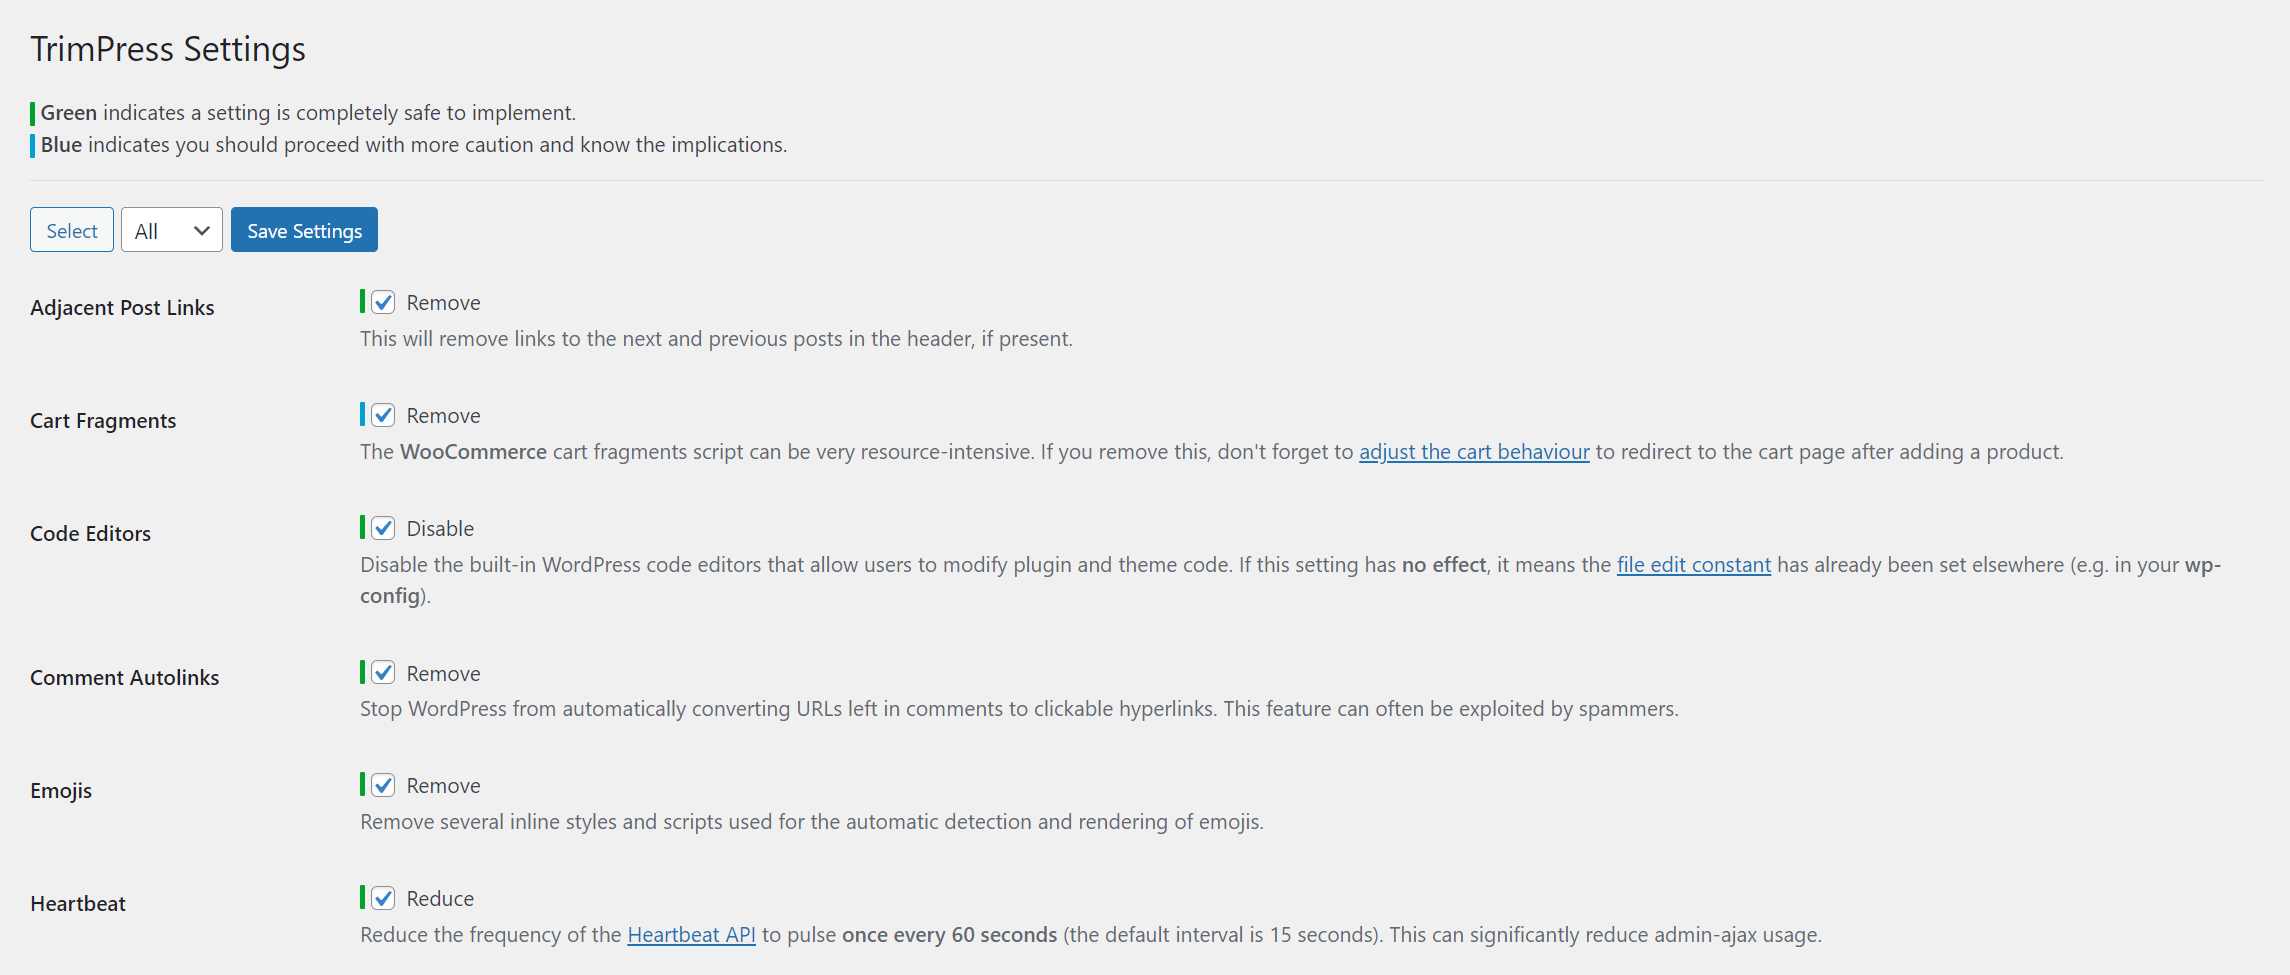 TrimPress Settings
Green indicates a setting is completely safe to implement.
Blue indicates you should proceed with more caution and know the implications.
Select All Save Settings
Adjacent Post Links
Remove
This will remove links to the next and previous posts in the header, if present.
Cart Fragments
Remove
The WooCommerce cart fragments script can be very resource-intensive. If you remove this, don't forget to adjust the cart behaviour to redirect to the cart page after adding a product.
Code Editors
Disable
Disable the built-in WordPress code editors that allow users to modify plugin and theme code. If this setting has no effect, it means the file edit constant has already been set elsewhere (e.g. in your wp-
config).
Comment Autolinks
Remove
Stop WordPress from automatically converting URLs left in comments to clickable hyperlinks. This feature can often be exploited by spammers.
Emojis
Remove
Remove several inline styles and scripts used for the automatic detection and rendering of emojis.
Heartbeat
Reduce
Reduce the frequency of the Heartbeat API to pulse once every 60 seconds (the default interval is 15 seconds). This can significantly reduce admin-ajax usage.